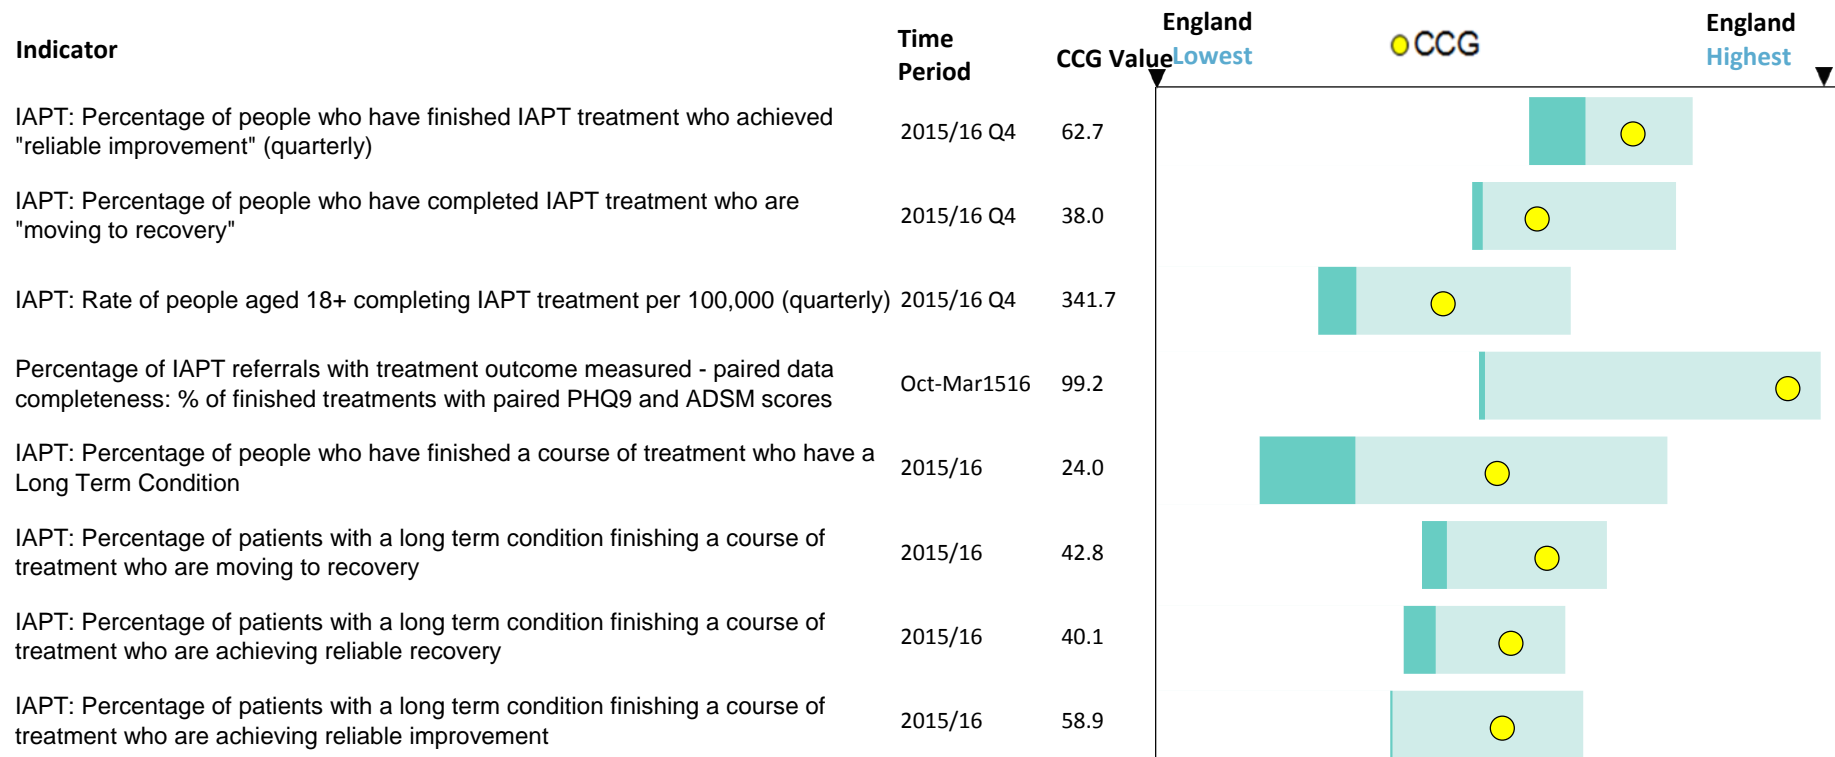 Indicator
Time
Period
CCG Value
England
Lowest
CCG
England
Highest
IAPT: Percentage of people who have finished IAPT treatment who achieved
"reliable improvement" (quarterly)
2015/16 Q4
62.7
IAPT: Percentage of people who have completed IAPT treatment who are
"moving to recovery"
2015/16 Q4
38.0
IAPT: Rate of people aged 18+ completing IAPT treatment per 100,000 (quarterly)
2015/16 Q4
341.7
Percentage of IAPT referrals with treatment outcome measured - paired data
completeness: % of finished treatments with paired PHQ9 and ADSM scores
Oct-Mar1516
99.2
IAPT: Percentage of people who have finished a course of treatment who have a
Long Term Condition
2015/16
24.0
IAPT: Percentage of patients with a long term condition finishing a course of
treatment who are moving to recovery
2015/16
42.8
IAPT: Percentage of patients with a long term condition finishing a course of
treatment who are achieving reliable recovery
2015/16
40.1
IAPT: Percentage of patients with a long term condition finishing a course of
treatment who are achieving reliable improvement
2015/16
58.9